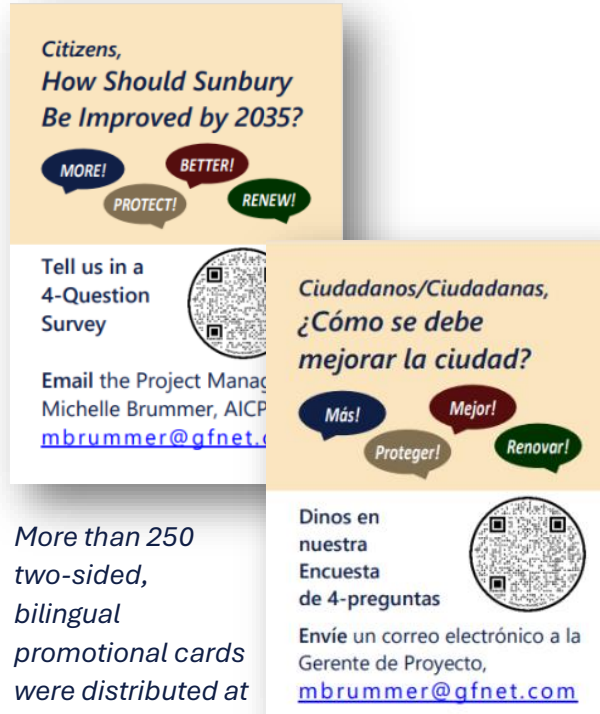 Citizens,
How Should Sunbury
Be Improved by 2035?
MORE!
BETTER!
PROTECT!
RENEW!
Tell us in a
4-Question
Survey
Email the Project Manag
Michelle Brummer, AICP
mbrummer@gfnet.c
More than 250
two-sided,
bilingual
promotional cards
were distributed at
Ciudadanos/Ciudadanas,
¿Cómo se debe
mejorar la ciudad?
Más!
Mejor!
Proteger!
Renovar!
Dinos en
nuestra
Encuesta
de 4-preguntas
Envíe un correo electrónico a la
Gerente de Proyecto,
mbrummer@gfnet.com